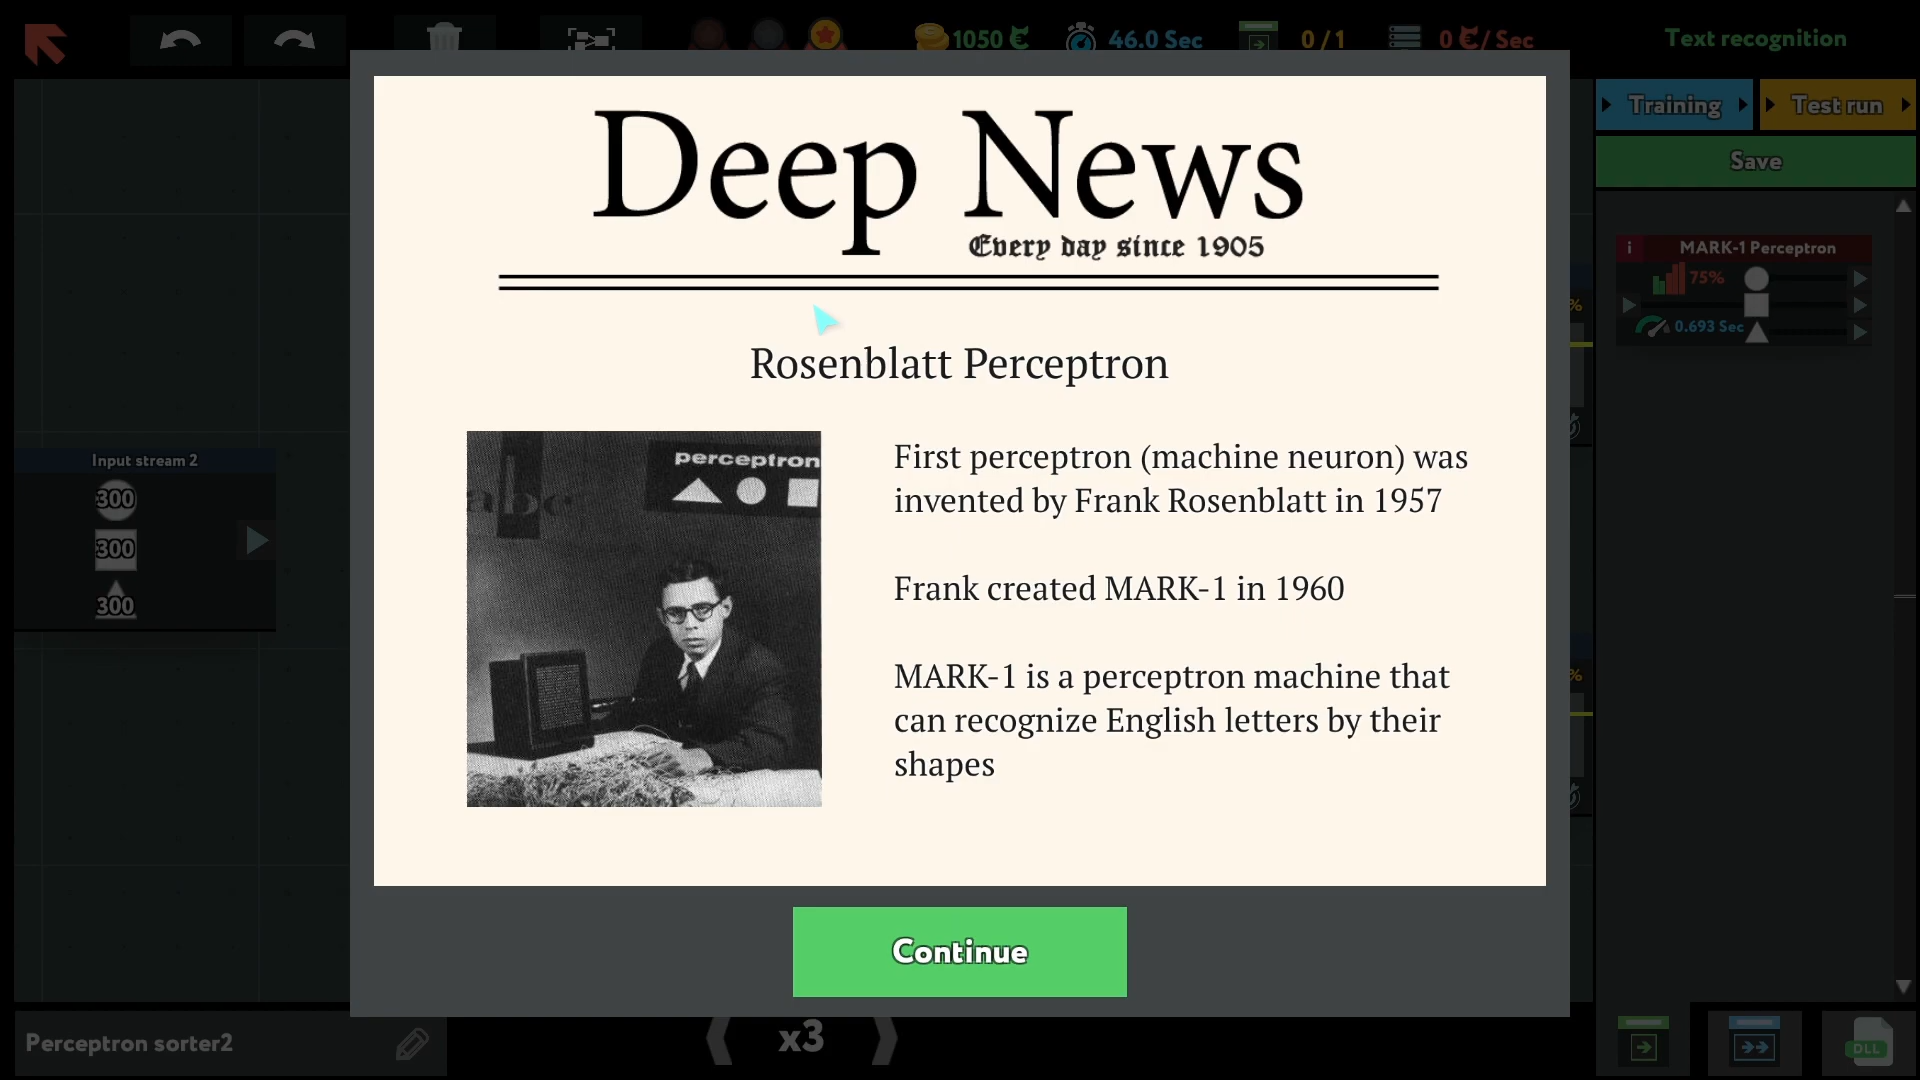 1050
46.0 Sec
0 / 1
0 €/ Sec
Text recognition
Training
Test run
Save
Deep News
Every day since 1905
Rosenblatt Perceptron
perceptron
abc
First perceptron (machine neuron) was
invented by Frank Rosenblatt in 1957
Frank created MARK-1 in 1960
MARK-1 is a perceptron machine that
can recognize English letters by their
shapes
Continue
Input stream 2
300
300
300
i
MARK-1 Perceptron
75%
0.693 Sec
%
%
Perceptron sorter2
x3
DLL